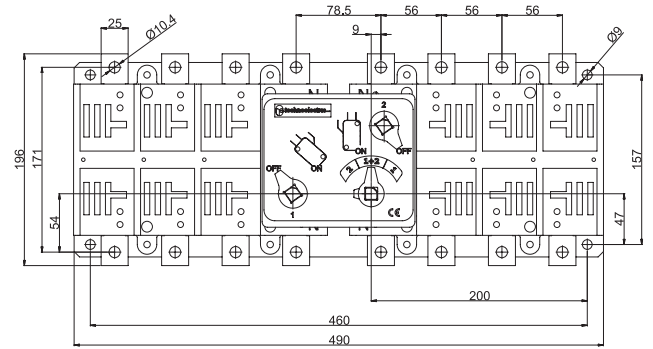 78,5 56 56 56
25 Ø10,4 9 Ø9
N N
technoelectric
2
ON
OFF
OFF ON
2 1+2 1
1
CE
196 171 54
157 47
N N
200
460
490